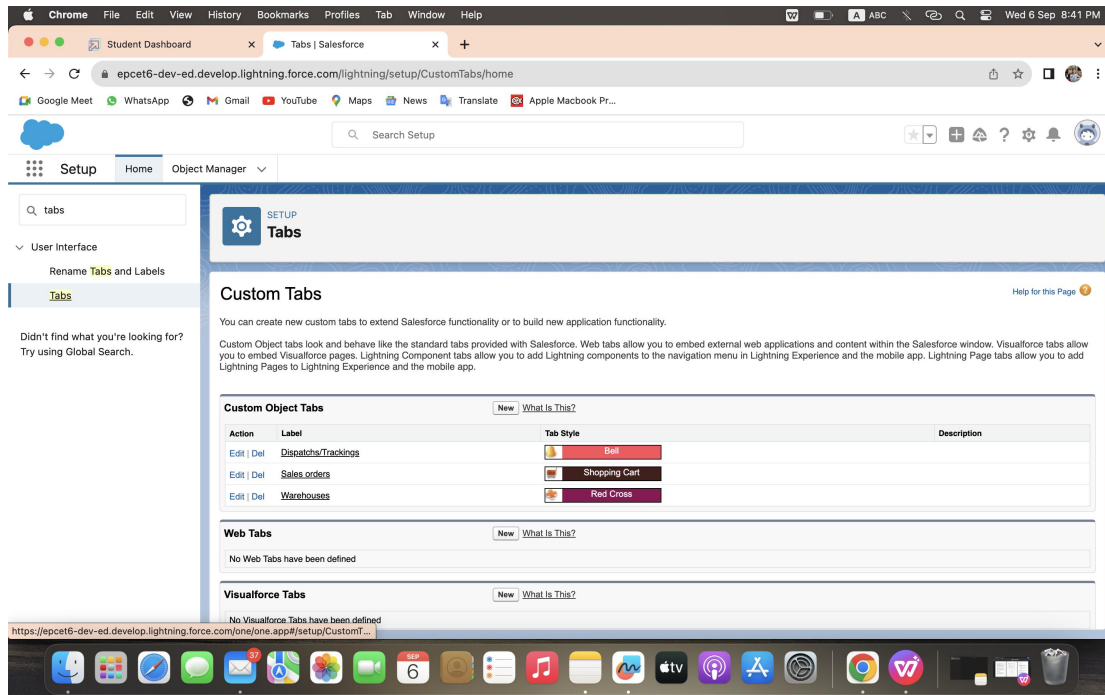 Chrome File Edit View History Bookmarks Profiles Tab Window Help A ABC Wed 6 Sep 8:41 PM
Student Dashboard Tabs | Salesforce
epcet6-dev-ed.develop.lightning.force.com/lightning/setup/CustomTabs/home
Google Meet WhatsApp Gmail YouTube Maps News Translate Apple Macbook Pr...
Search Setup
Setup Home Object Manager
tabs
User Interface
Rename Tabs and Labels
Tabs
Didn't find what you're looking for?
Try using Global Search.
SETUP
Tabs
Custom Tabs
Help for this Page
You can create new custom tabs to extend Salesforce functionality or to build new application functionality.
Custom Object tabs look and behave like the standard tabs provided with Salesforce. Web tabs allow you to embed external web applications and content within the Salesforce window. Visualforce tabs allow
you to embed Visualforce pages. Lightning Component tabs allow you to add Lightning components to the navigation menu in Lightning Experience and the mobile app. Lightning Page tabs allow you to add
Lightning Pages to Lightning Experience and the mobile app.
Custom Object Tabs New What Is This?
Action Label Tab Style Description
Edit | Del Dispatchs/Trackings Bell
Edit | Del Sales orders Shopping Cart
Edit | Del Warehouses Red Cross
Web Tabs New What Is This?
No Web Tabs have been defined
Visualforce Tabs New What Is This?
No Visualforce Tabs have been defined
https://epcet6-dev-ed.develop.lightning.force.com/one/one.app#/setup/CustomT...
37
SEP
6
tv